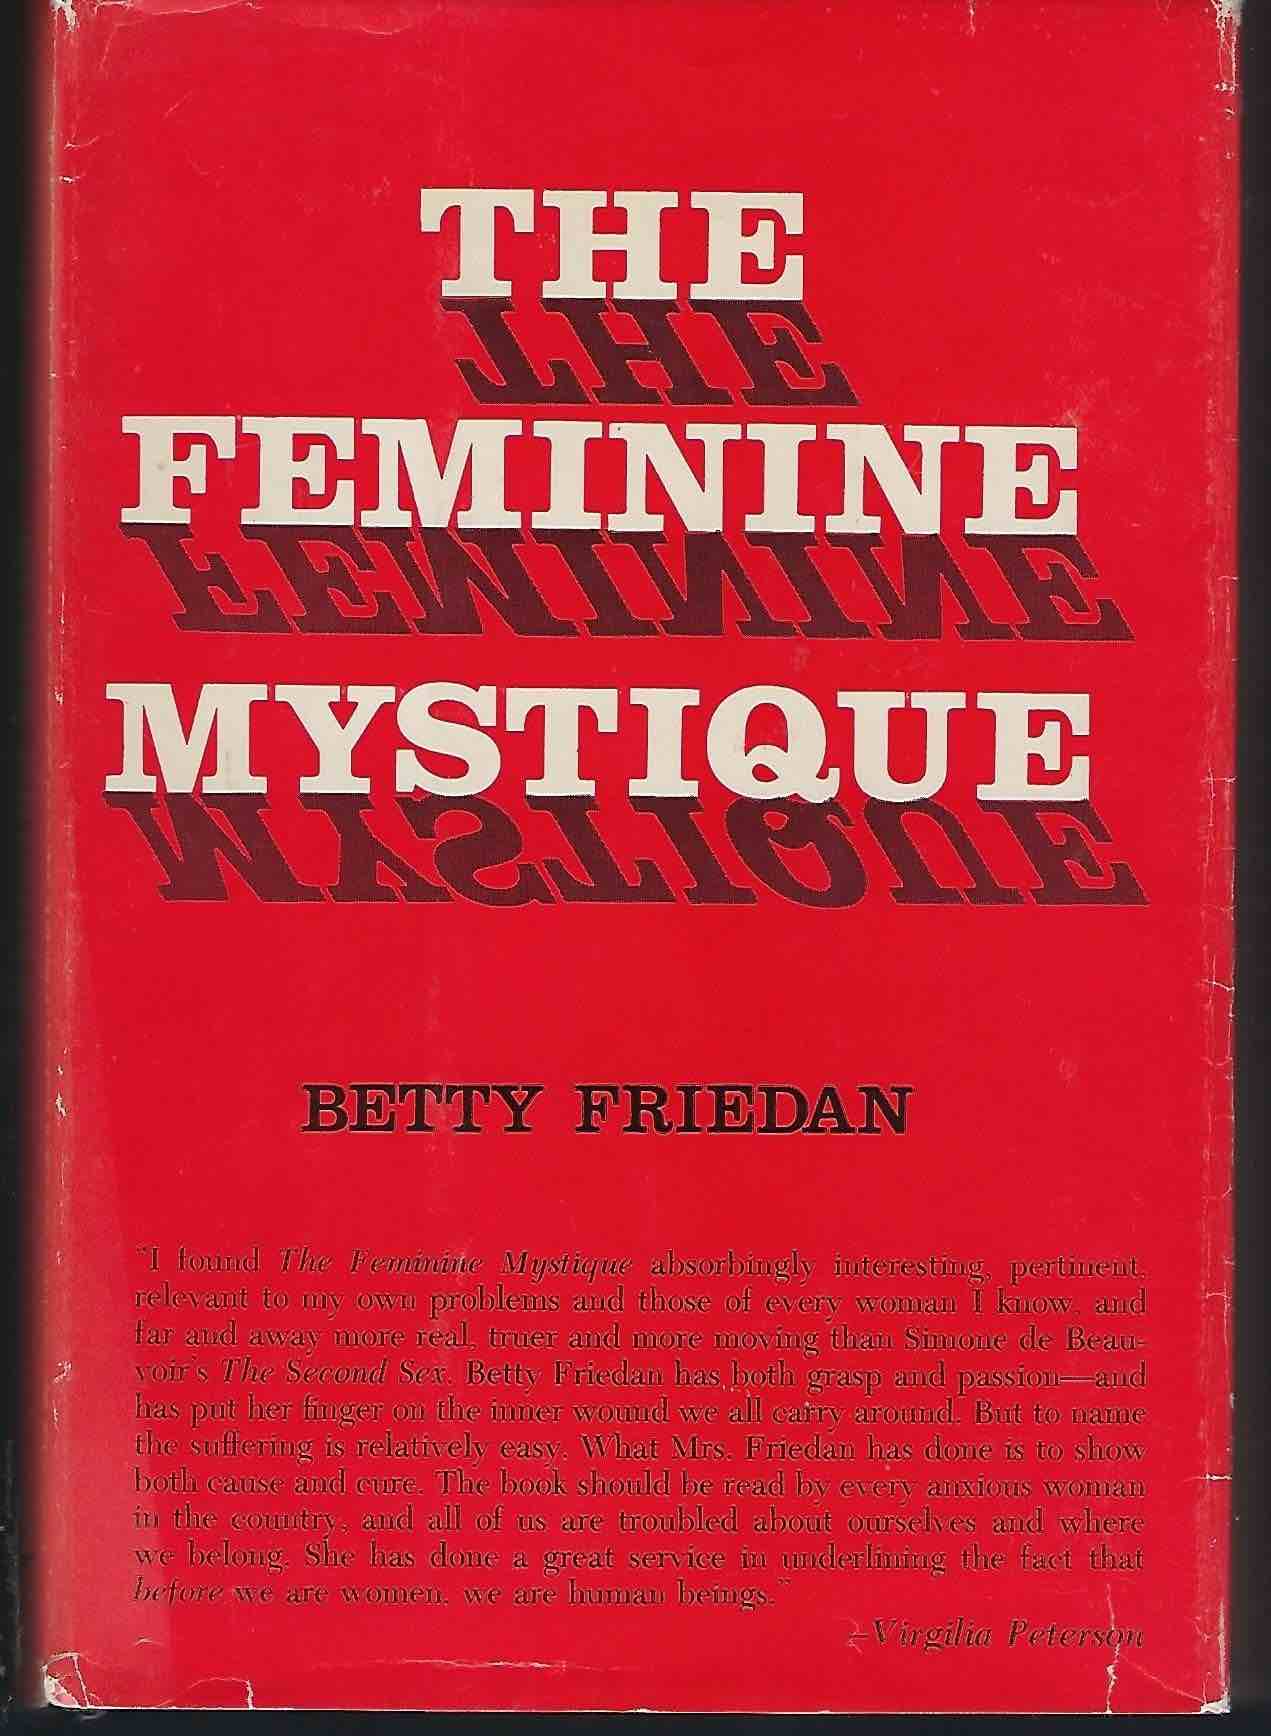 THE
FEMININE
MYSTIQUE
BETTY FRIEDAN
"I found The Feminine Mystique absorbingly interesting, pertinent,
relevant to my own problems and those of every woman I know, and
far and away more real, truer and more moving than Simone de Beau-
voir's The Second Sex. Betty Friedan has both grasp and passion—and
has put her finger on the inner wound we all carry around. But to name
the suffering is relatively easy. What Mrs. Friedan has done is to show
both cause and cure. The book should be read by every anxious woman
in the country, and all of us are troubled about ourselves and where
we belong. She has done a great service in underlining the fact that
before we are women, we are human beings."
—Virgilia Peterson